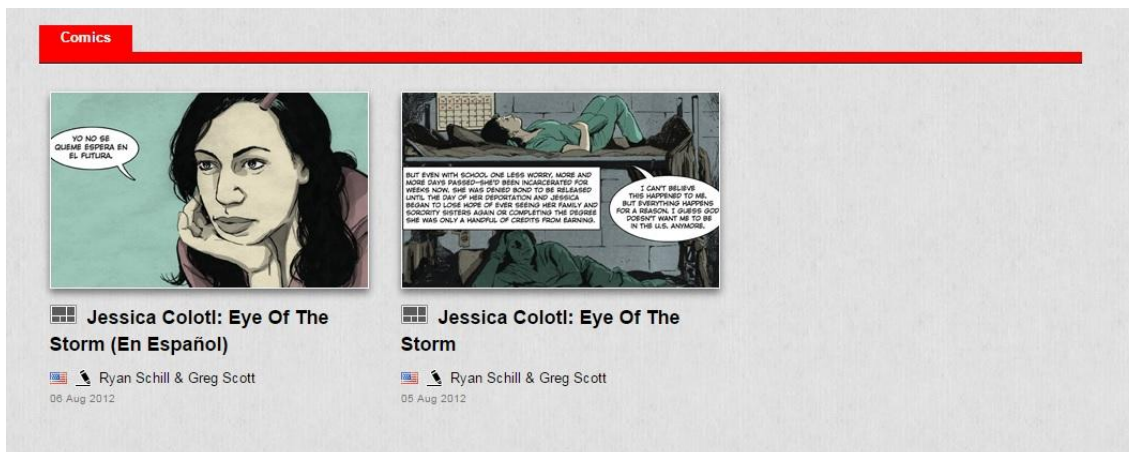 Comics
YO NO SE
QUEME ESPERA EN
EL FUTURA.
Jessica Colotl: Eye Of The
Storm (En Español)
Ryan Schill & Greg Scott
06 Aug 2012
BUT EVEN WITH SCHOOL ONE LESS WORRY, MORE AND
MORE DAYS PASSED—SHE'D BEEN INCARCERATED FOR
WEEKS NOW. SHE WAS DENIED BOND TO BE RELEASED
UNTIL THE DAY OF HER DEPORTATION AND JESSICA
BEGAN TO LOSE HOPE OF EVER SEEING HER FAMILY AND
SORORITY SISTERS AGAIN OR COMPLETING THE DEGREE
SHE WAS ONLY A HANDFUL OF CREDITS FROM EARNING.
I CAN'T BELIEVE
THIS HAPPENED TO ME,
BUT EVERYTHING HAPPENS
FOR A REASON. I GUESS GOD
DOESN'T WANT ME TO BE
IN THE U.S. ANYMORE.
Jessica Colotl: Eye Of The
Storm
Ryan Schill & Greg Scott
05 Aug 2012